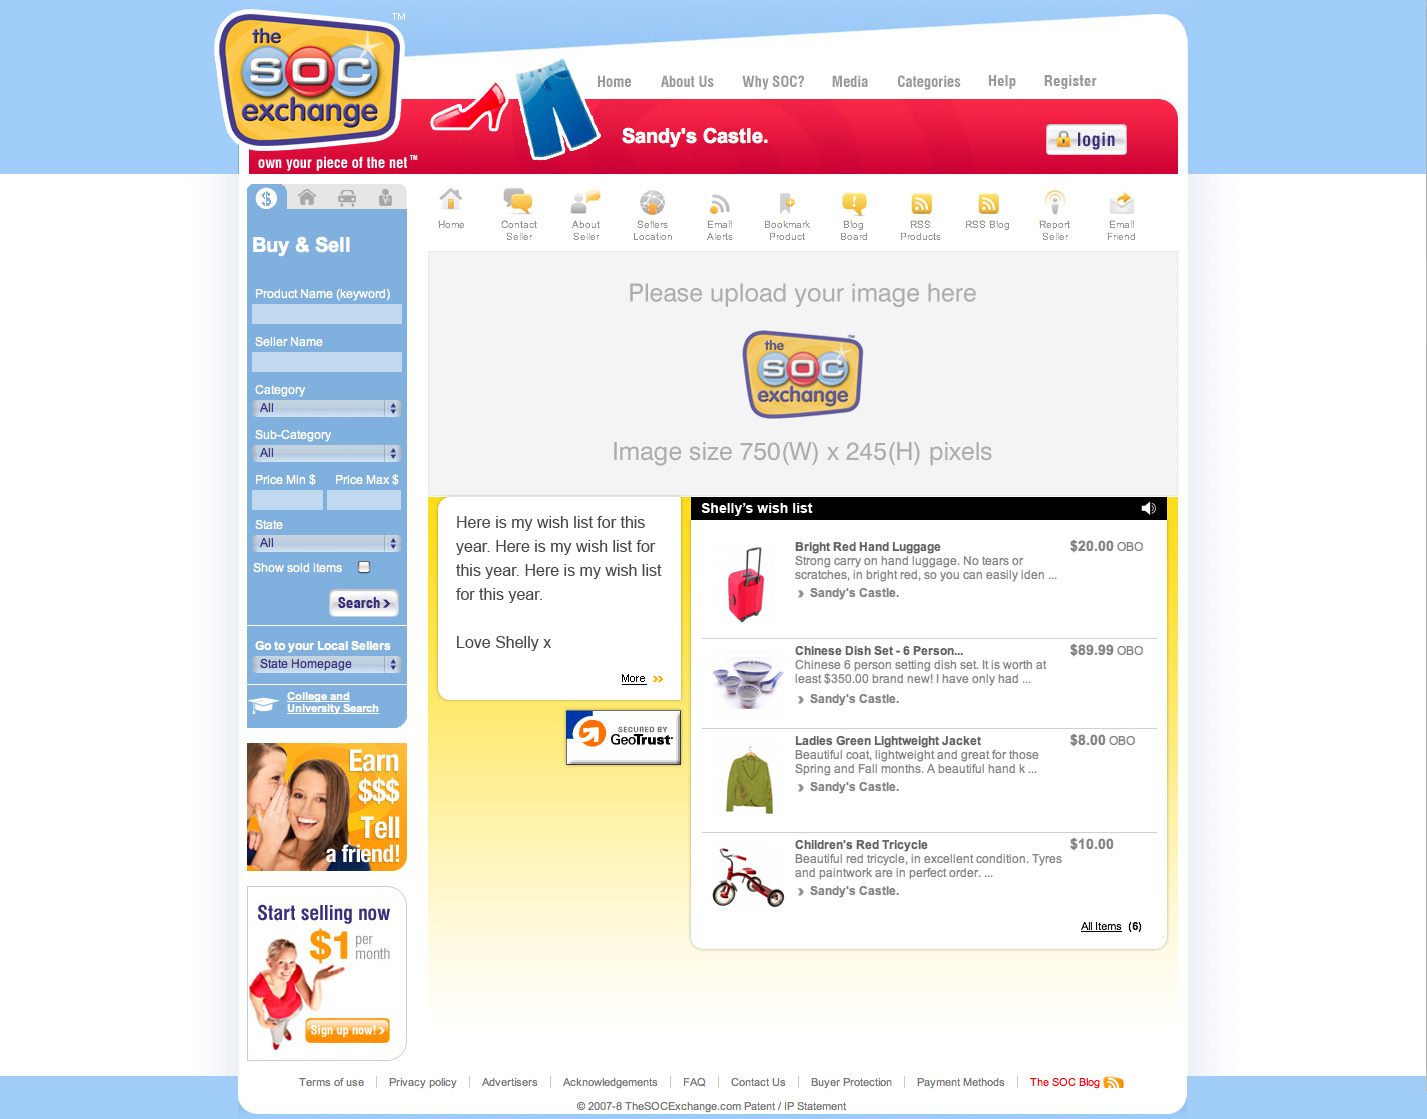 the
SOC
exchange
TM
own your piece of the net™
Home
About Us
Why SOC?
Media
Categories
Help
Register
Sandy's Castle.
login
Home
Contact
Seller
About
Seller
Sellers
Location
Email
Alerts
Bookmark
Product
Blog
Board
RSS
Products
RSS Blog
Report
Seller
Email
Friend
Buy & Sell
Product Name (keyword)
Seller Name
Category
All
Sub-Category
All
Price Min $
Price Max $
State
All
Show sold items
Search
Go to your Local Sellers
State Homepage
College and
University Search
Earn
$$$
Tell
a friend!
Start selling now
$1 per
month
Sign up now!
Please upload your image here
the
SOC
exchange
Image size 750(W) x 245(H) pixels
Here is my wish list for this
year. Here is my wish list for
this year. Here is my wish list
for this year.
Love Shelly x
More
SECURED BY
GeoTrust
Shelly's wish list
Bright Red Hand Luggage
$20.00 OBO
Strong carry on hand luggage. No tears or
scratches, in bright red, so you can easily iden ...
Sandy's Castle.
Chinese Dish Set - 6 Person...
$89.99 OBO
Chinese 6 person setting dish set. It is worth at
least $350.00 brand new! I have only had ...
Sandy's Castle.
Ladies Green Lightweight Jacket
$8.00 OBO
Beautiful coat, lightweight and great for those
Spring and Fall months. A beautiful hand k ...
Sandy's Castle.
Children's Red Tricycle
$10.00
Beautiful red tricycle, in excellent condition. Tyres
and paintwork are in perfect order. ...
Sandy's Castle.
All Items (6)
Terms of use
Privacy policy
Advertisers
Acknowledgements
FAQ
Contact Us
Buyer Protection
Payment Methods
The SOC Blog
© 2007-8 TheSOCExchange.com Patent / IP Statement